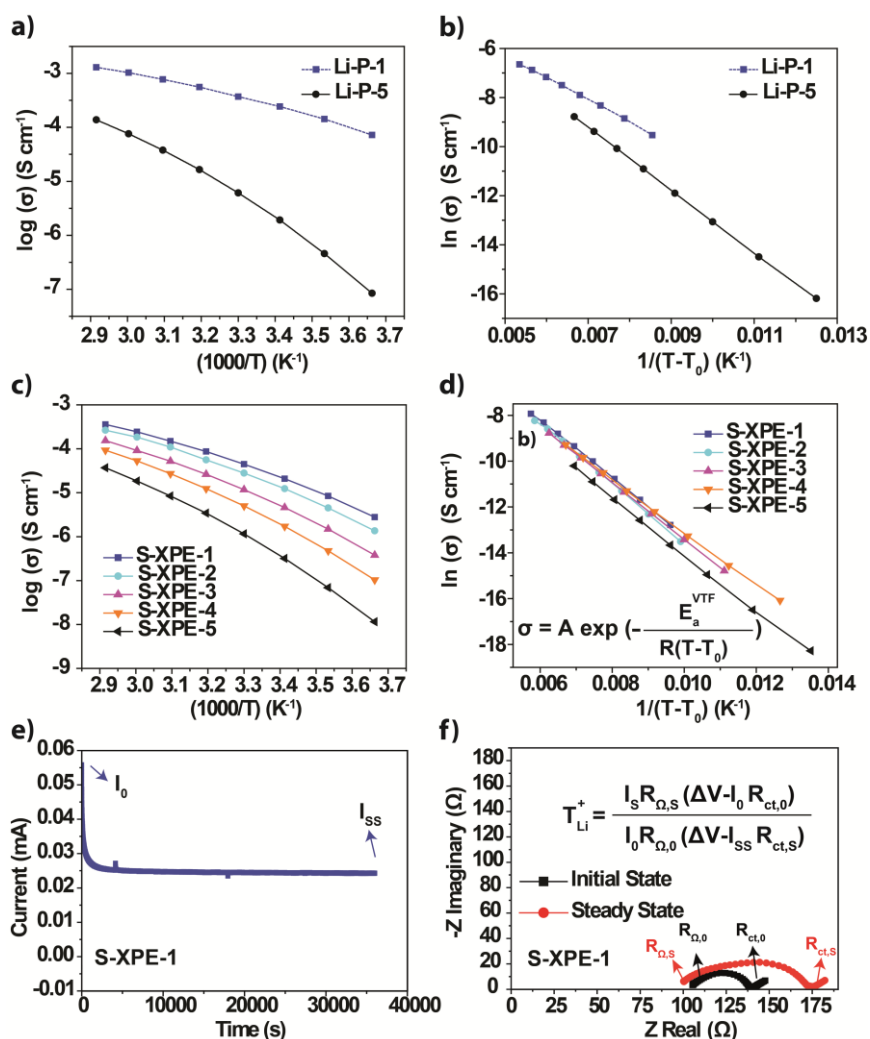 a)
-3
-4
-5
-6
-7
log (σ) (S cm⁻¹)
Li-P-1
Li-P-5
2.9 3.0 3.1 3.2 3.3 3.4 3.5 3.6 3.7
(1000/T) (K⁻¹)
b)
-6
-8
-10
-12
-14
-16
ln (σ) (S cm⁻¹)
Li-P-1
Li-P-5
0.005 0.007 0.009 0.011 0.013
1/(T-T₀) (K⁻¹)
c)
-3
-4
-5
-6
-7
-8
-9
log (σ) (S cm⁻¹)
S-XPE-1
S-XPE-2
S-XPE-3
S-XPE-4
S-XPE-5
2.9 3.0 3.1 3.2 3.3 3.4 3.5 3.6 3.7
(1000/T) (K⁻¹)
d)
-8
-10
-12
-14
-16
-18
ln (σ) (S cm⁻¹)
b)
S-XPE-1
S-XPE-2
S-XPE-3
S-XPE-4
S-XPE-5
σ = A exp (- Eₐ^VTF / R(T-T₀) )
0.006 0.008 0.010 0.012 0.014
1/(T-T₀) (K⁻¹)
e)
0.06
0.05
0.04
0.03
0.02
0.01
0.00
-0.01
Current (mA)
I₀
I_SS
S-XPE-1
0 10000 20000 30000 40000
Time (s)
f)
180
160
140
120
100
80
60
40
20
0
-Z Imaginary (Ω)
T⁺_Li = I_S R_Ω,S (ΔV-I₀ R_ct,0) / I₀ R_Ω,0 (ΔV-I_SS R_ct,S)
Initial State
Steady State
R_Ω,S
R_Ω,0
R_ct,0
R_ct,S
S-XPE-1
0 25 50 75 100 125 150 175
Z Real (Ω)